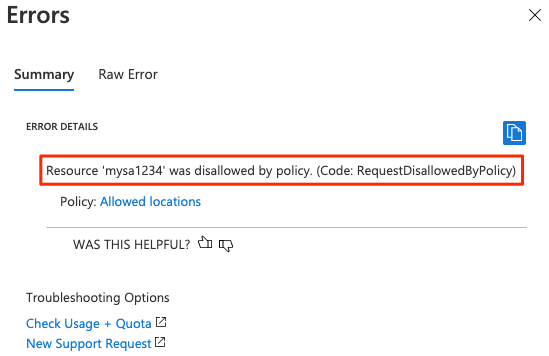 Errors
Summary Raw Error
ERROR DETAILS
Resource 'mysa1234' was disallowed by policy. (Code: RequestDisallowedByPolicy)
Policy: Allowed locations
WAS THIS HELPFUL?
Troubleshooting Options
Check Usage + Quota
New Support Request